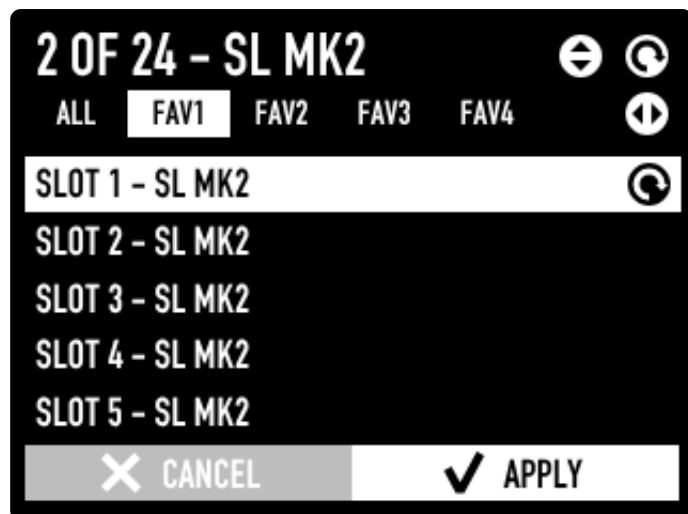 2 OF 24 – SL MK2
ALL FAV1 FAV2 FAV3 FAV4
SLOT 1 – SL MK2
SLOT 2 – SL MK2
SLOT 3 – SL MK2
SLOT 4 – SL MK2
SLOT 5 – SL MK2
CANCEL APPLY